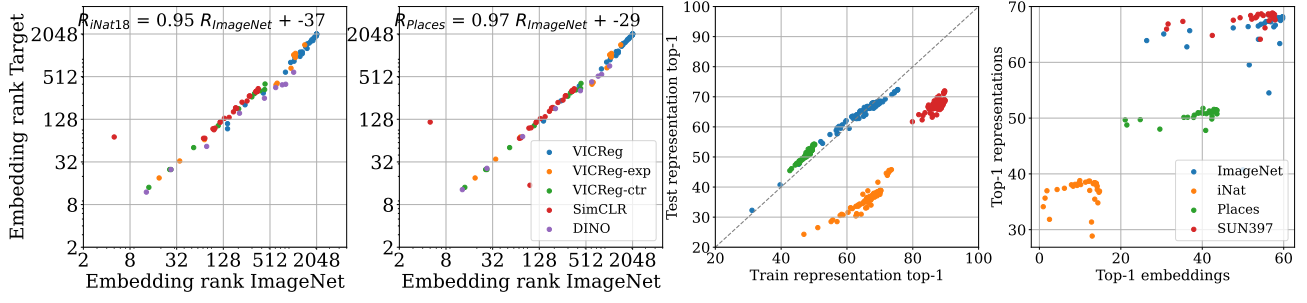 R_iNat18 = 0.95 R_ImageNet + -37
2048
512
128
32
8
2
2 8 32 128 512 2048
Embedding rank Target
Embedding rank ImageNet
R_Places = 0.97 R_ImageNet + -29
2048
512
128
32
8
2
2 8 32 128 512 2048
Embedding rank ImageNet
VICReg
VICReg-exp
VICReg-ctr
SimCLR
DINO
100
90
80
70
60
50
40
30
20
20 40 60 80 100
Test representation top-1
Train representation top-1
70
60
50
40
30
0 20 40 60
Top-1 representations
Top-1 embeddings
ImageNet
iNat
Places
SUN397